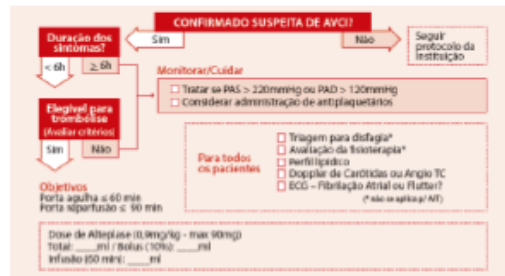 CONFIRMADO SUSPEITA DE AVCI?
Duração dos
sintomas?
Sim
Não
Seguir
protocolo da
Instituição
< 6h
≥ 6h
Monitorar/Cuidar
Tratar se PAS > 220mmHg ou PAD > 120mmHg
Considerar administração de antiplaquetários
Elegível para
trombólise
(Avaliar critérios)
Sim
Não
Para todos
os pacientes
Triagem para disfagia*
Avaliação da fisioterapia*
Perfil lipídico
Doppler de Carótidas ou Angio TC
ECG – Fibrilação Atrial ou Flutter?
(* não se aplica p/ AIT)
Objetivos
Porta agulha ≤ 60 min
Porta reperfusão ≤ 90 min
Dose de Alteplase (0,9mg/kg - max 90mg)
Total: ____ml / Bolus (10%): ____ml
Infusão (60 min): ____ml